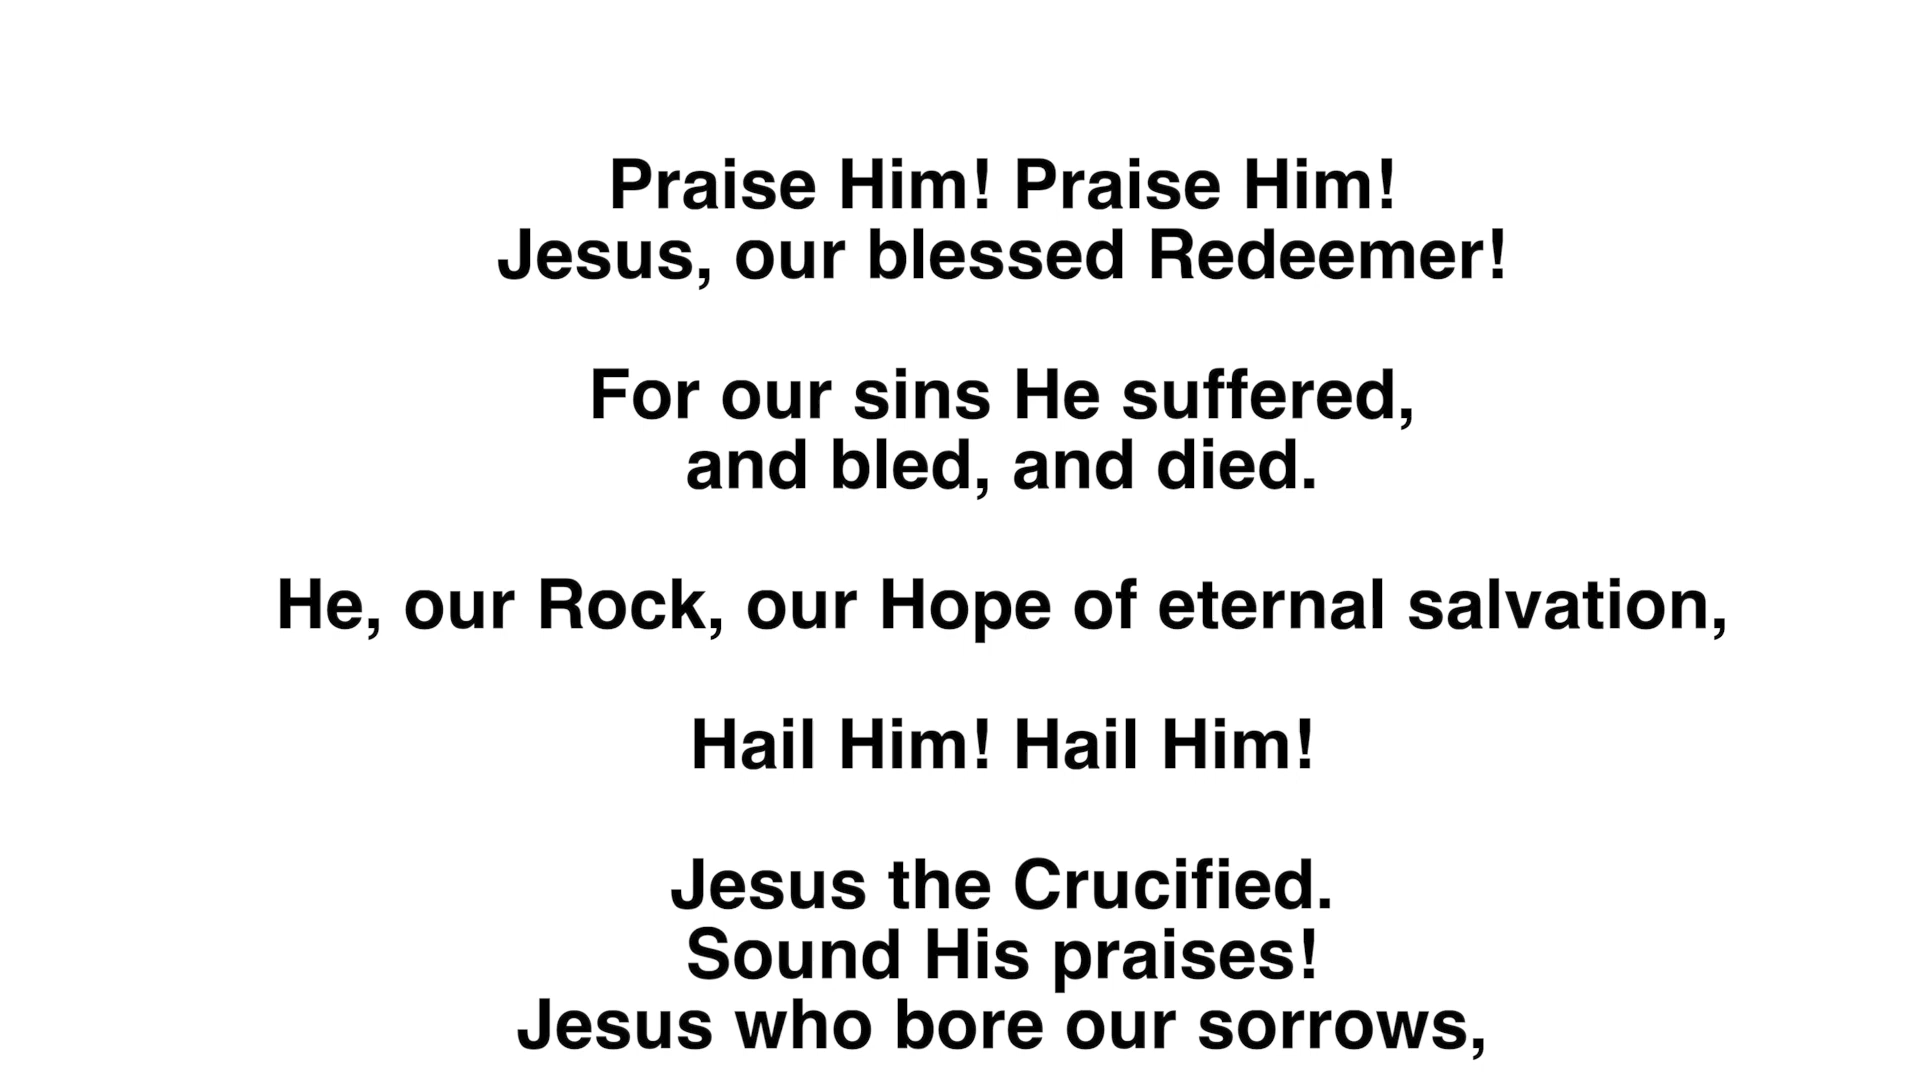 Praise Him! Praise Him!
Jesus, our blessed Redeemer!
For our sins He suffered,
and bled, and died.
He, our Rock, our Hope of eternal salvation,
Hail Him! Hail Him!
Jesus the Crucified.
Sound His praises!
Jesus who bore our sorrows,